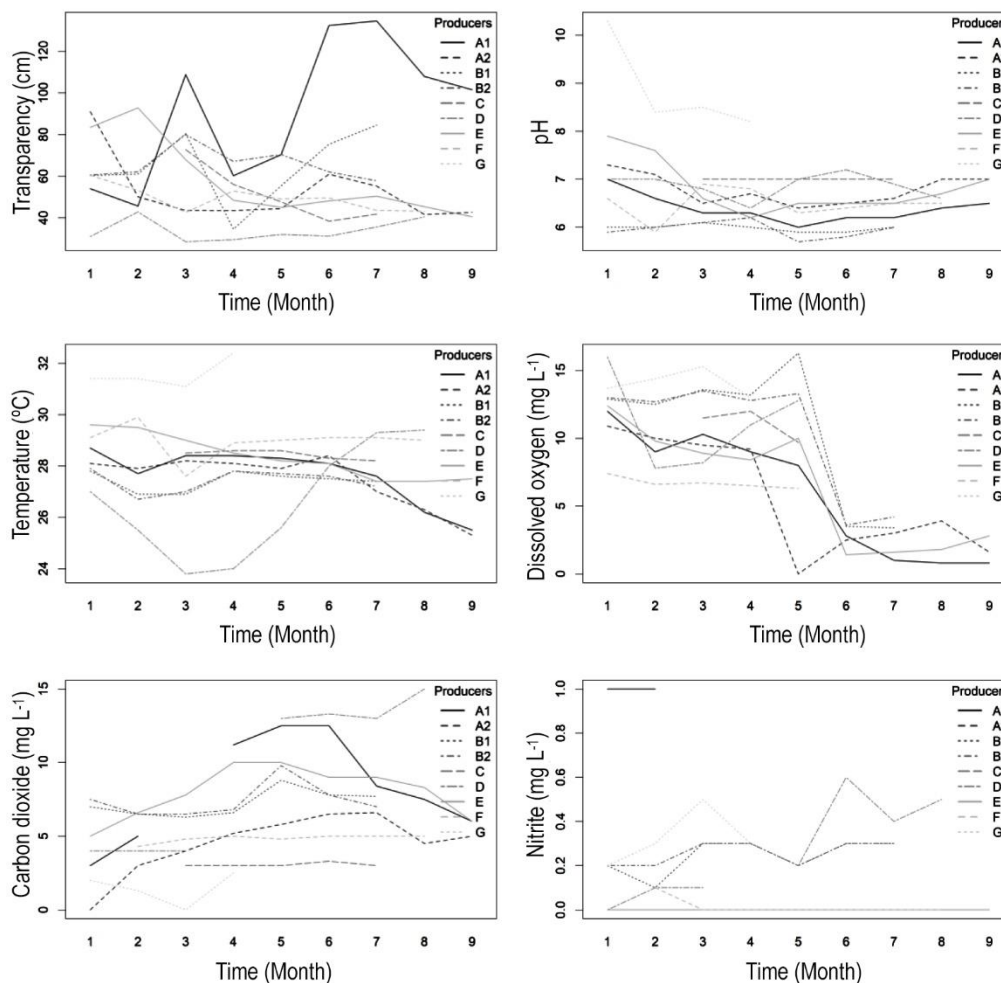 Producers
A1
A2
B1
B2
C
D
E
F
G
Transparency (cm)
120
100
80
60
40
1 2 3 4 5 6 7 8 9
Time (Month)
Producers
A
A
B
B
C
D
E
F
G
pH
10
9
8
7
6
1 2 3 4 5 6 7 8 9
Time (Month)
Producers
A1
A2
B1
B2
C
D
E
F
G
Temperature (ºC)
32
30
28
26
24
1 2 3 4 5 6 7 8 9
Time (Month)
Producers
A
A
B
B
C
D
E
F
G
Dissolved oxygen (mg L-1)
15
10
5
0
1 2 3 4 5 6 7 8 9
Time (Month)
Producers
A1
A2
B1
B2
C
D
E
F
G
Carbon dioxide (mg L-1)
15
10
5
0
1 2 3 4 5 6 7 8 9
Time (Month)
Producer
A
A
B
B
C
D
E
F
G
Nitrite (mg L-1)
1.0
0.8
0.6
0.4
0.2
0.0
1 2 3 4 5 6 7 8 9
Time (Month)